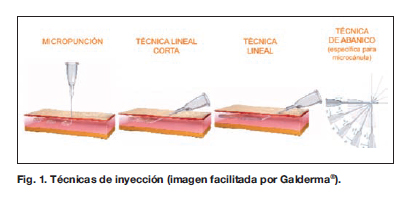 MICROPUNCIÓN
TÉCNICA LINEAL
CORTA
TÉCNICA
LINEAL
TÉCNICA
DE ABANICO
(específica para
microcánula)
Fig. 1. Técnicas de inyección (imagen facilitada por Galderma®).